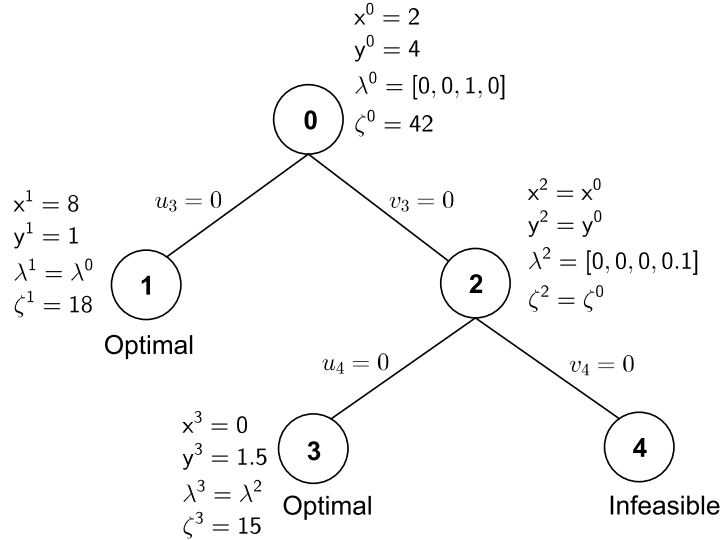 x⁰ = 2
y⁰ = 4
λ⁰ = [0, 0, 1, 0]
ζ⁰ = 42
0
u₃ = 0
v₃ = 0
x¹ = 8
y¹ = 1
λ¹ = λ⁰
ζ¹ = 18
1
Optimal
x² = x⁰
y² = y⁰
λ² = [0, 0, 0, 0.1]
ζ² = ζ⁰
2
u₄ = 0
v₄ = 0
x³ = 0
y³ = 1.5
λ³ = λ²
ζ³ = 15
3
Optimal
4
Infeasible